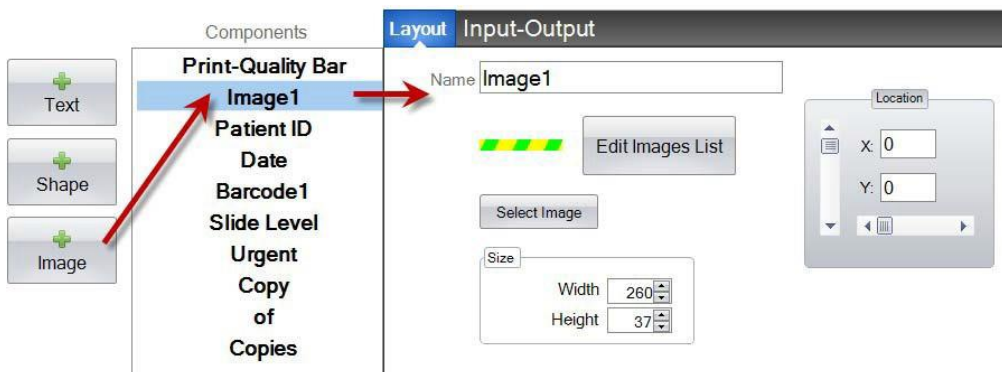 Components
Text
Shape
Image
Print-Quality Bar
Image1
Patient ID
Date
Barcode1
Slide Level
Urgent
Copy
of
Copies
Layout Input-Output
Name Image1
Edit Images List
Select Image
Size
Width 260
Height 37
Location
X: 0
Y: 0